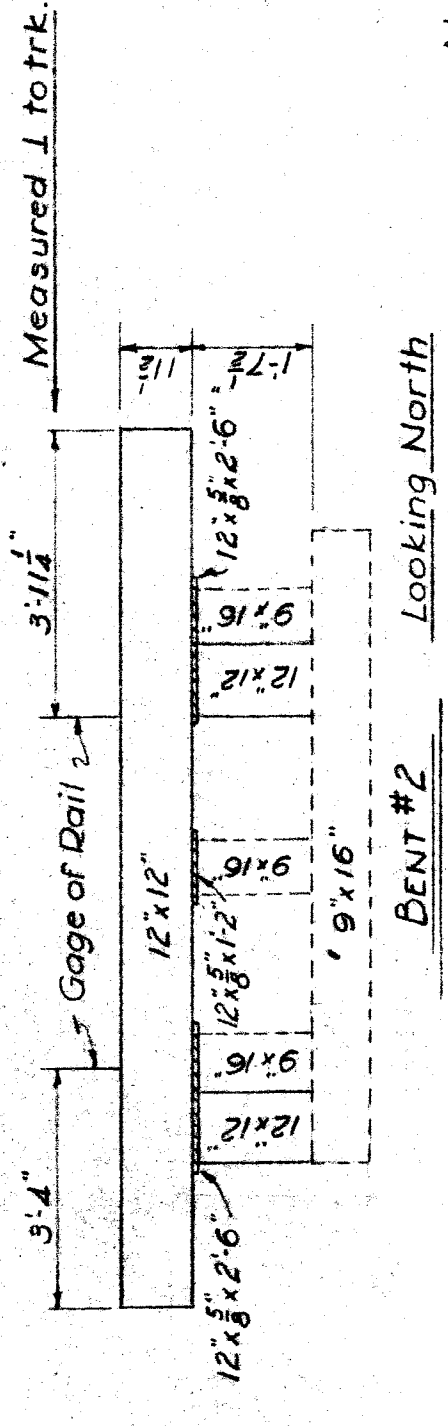 Measured ⊥ to trk.
3'-4"
Gage of Rail
3'-11¼"
12"x12"
11½
1'-7½
12"x⅝"x2'-6"
12"x12"
9"x16"
12"x⅝"x1'-2"
9"x16"
12"x12"
9"x16"
12"x⅝"x2'-6"
9"x16"
BENT #2
Looking North